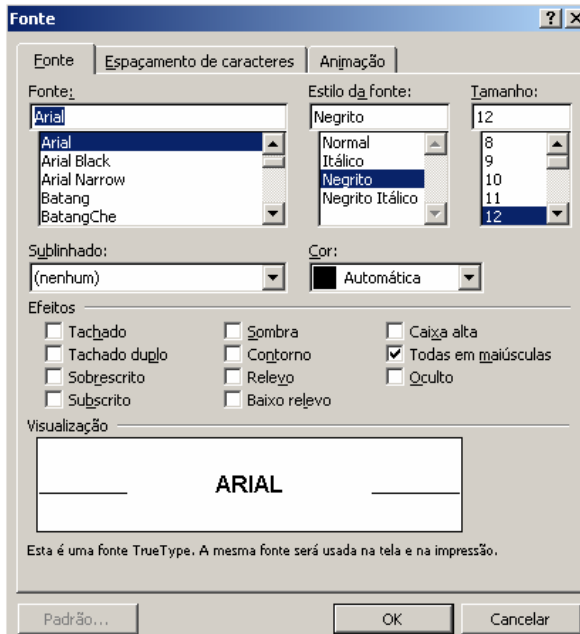 Fonte
Fonte Espaçamento de caracteres Animação
Fonte: Estilo da fonte: Tamanho:
Arial Negrito 12
Arial Normal 8
Arial Black Itálico 9
Arial Narrow Negrito 10
Batang Negrito Itálico 11
BatangChe 12
Sublinhado: Cor:
(nenhum) Automática
Efeitos
Tachado Sombra Caixa alta
Tachado duplo Contorno Todas em maiúsculas
Sobrescrito Relevo Oculto
Subscrito Baixo relevo
Visualização
ARIAL
Esta é uma fonte TrueType. A mesma fonte será usada na tela e na impressão.
Padrão... OK Cancelar